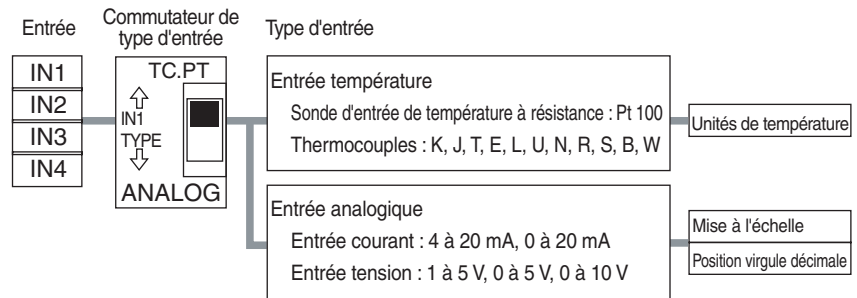 Entrée
Commutateur de
type d'entrée
Type d'entrée
IN1
IN2
IN3
IN4
TC.PT
IN1
TYPE
ANALOG
Entrée température
Sonde d'entrée de température à résistance : Pt 100
Thermocouples : K, J, T, E, L, U, N, R, S, B, W
Unités de température
Entrée analogique
Entrée courant : 4 à 20 mA, 0 à 20 mA
Entrée tension : 1 à 5 V, 0 à 5 V, 0 à 10 V
Mise à l'échelle
Position virgule décimale